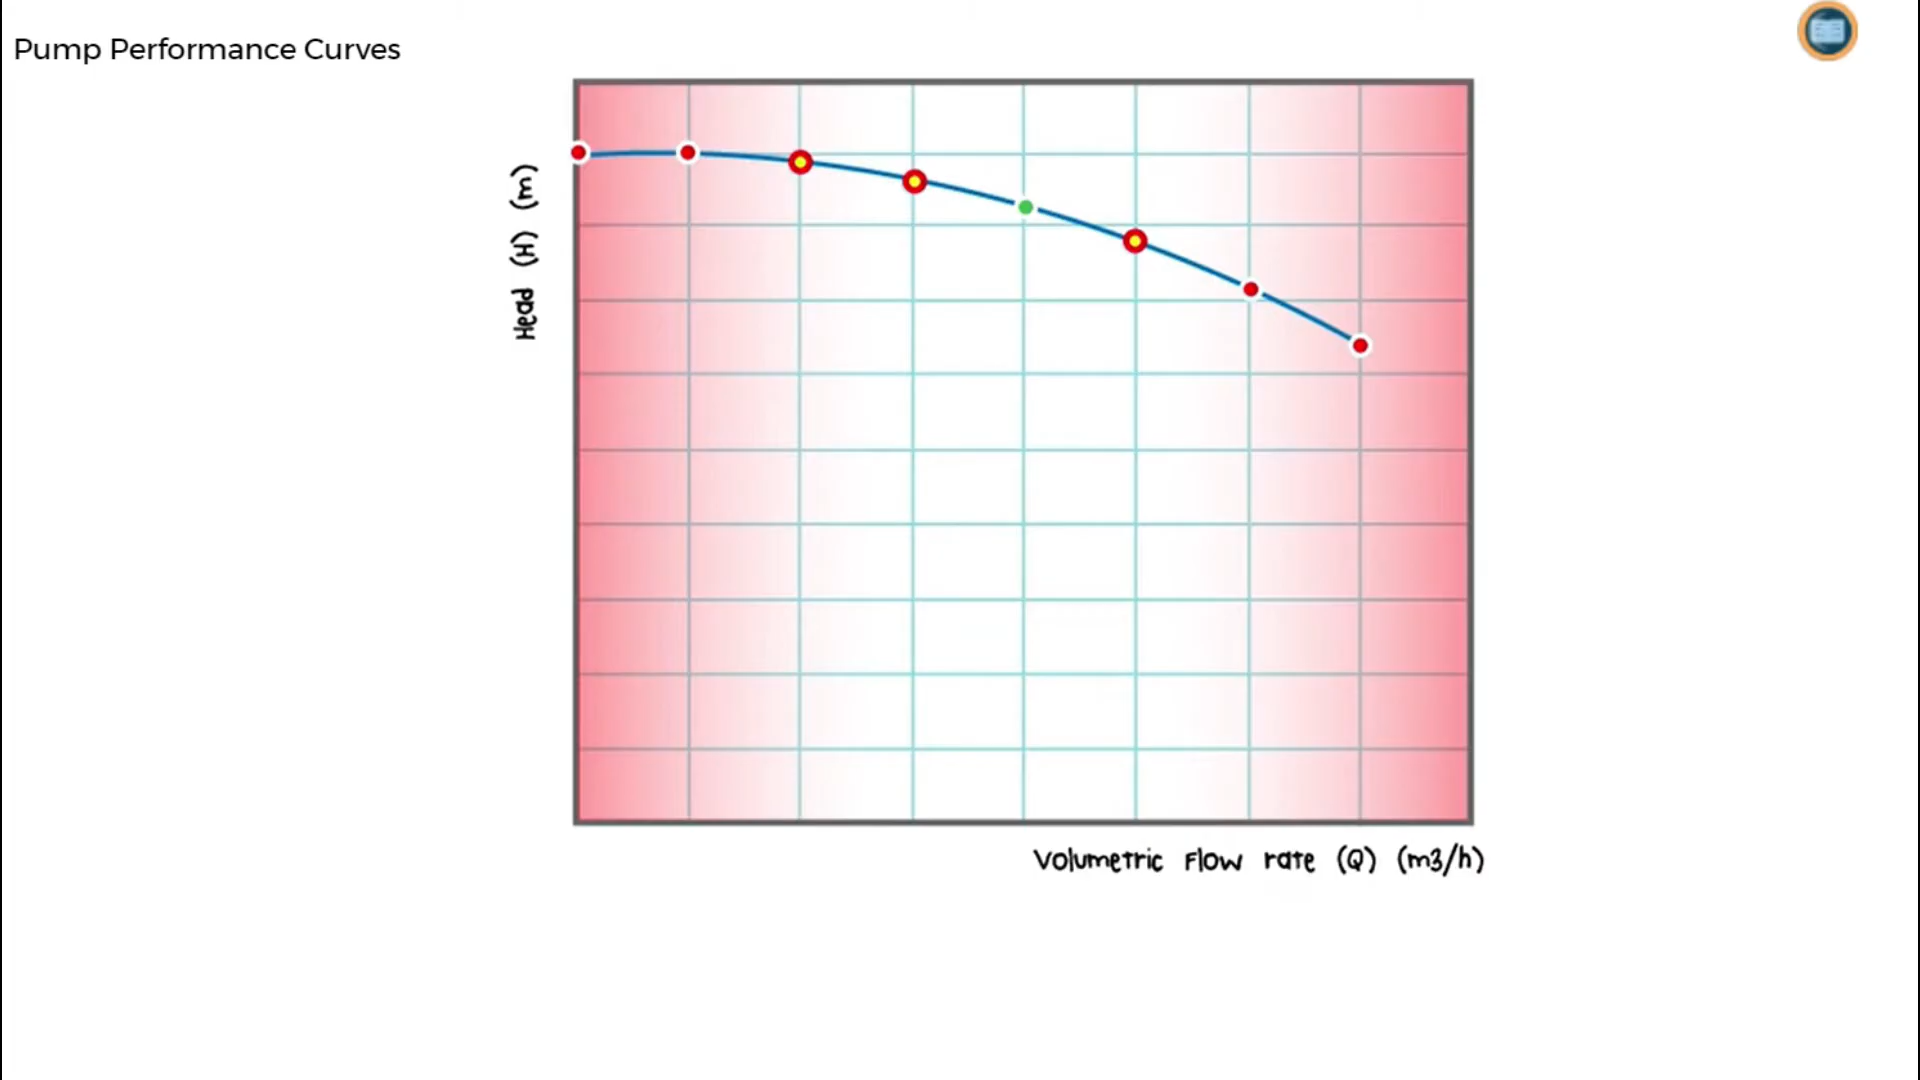 Pump Performance Curves
Head (H) (m)
Volumetric Flow rate (Q) (m3/h)